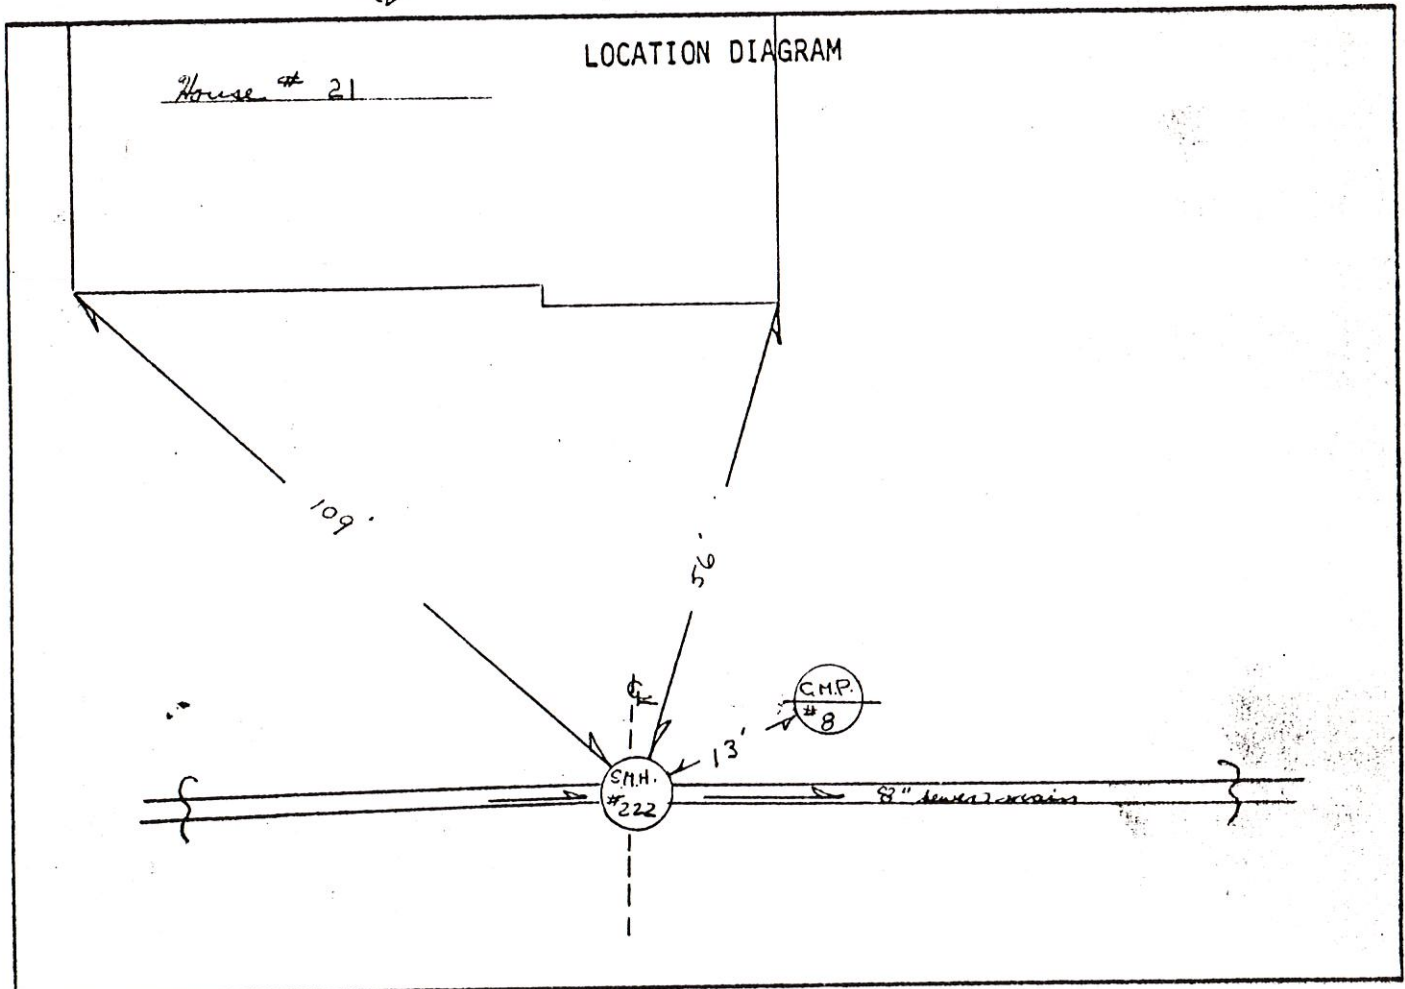 LOCATION DIAGRAM
House # 21
109'
56'
C.M.P.
# 8
13'
S.M.H.
#222
8" sewer main